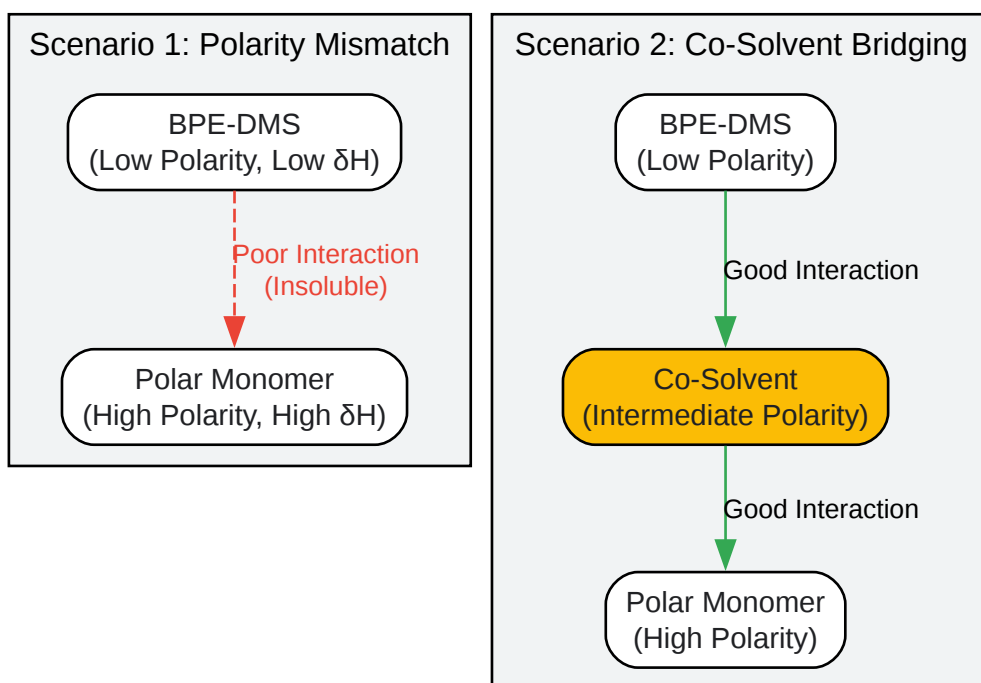 Scenario 1: Polarity Mismatch
BPE-DMS
(Low Polarity, Low δH)
Poor Interaction
(Insoluble)
Polar Monomer
(High Polarity, High δH)
Scenario 2: Co-Solvent Bridging
BPE-DMS
(Low Polarity)
Good Interaction
Co-Solvent
(Intermediate Polarity)
Good Interaction
Polar Monomer
(High Polarity)